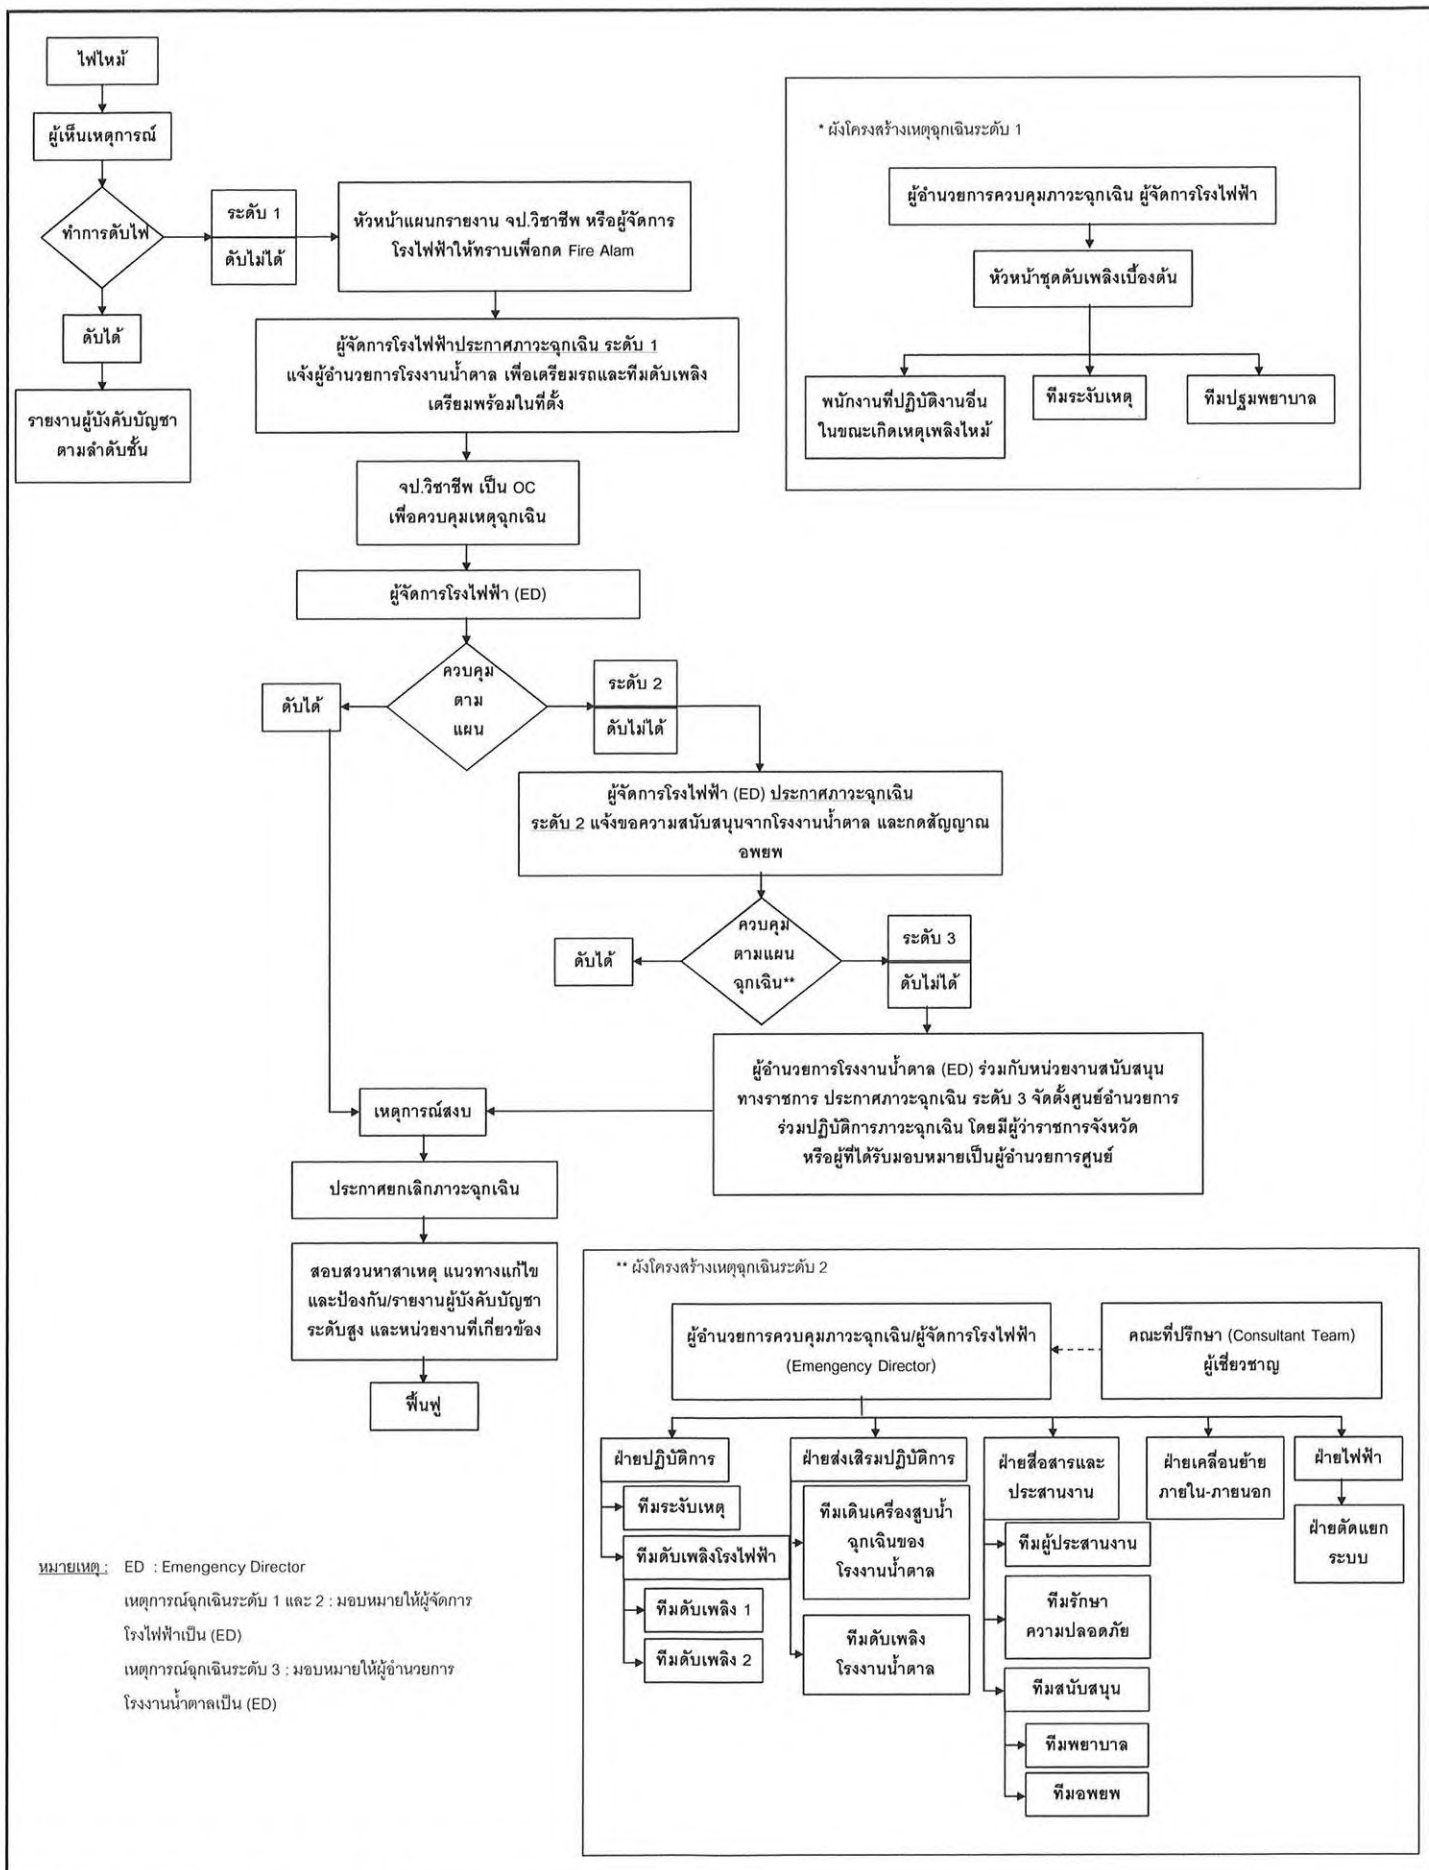 ไฟไหม้
ผู้เห็นเหตุการณ์
ทำการดับไฟ
ระดับ 1
ดับไม่ได้
หัวหน้าแผนกรายงาน จป.วิชาชีพ หรือผู้จัดการ
โรงไฟฟ้าให้ทราบเพื่อกด Fire Alam
ดับได้
รายงานผู้บังคับบัญชา
ตามลำดับชั้น
ผู้จัดการโรงไฟฟ้าประกาศภาวะฉุกเฉิน ระดับ 1
แจ้งผู้อำนวยการโรงงานน้ำตาล เพื่อเตรียมรถและทีมดับเพลิง
เตรียมพร้อมในที่ตั้ง
จป.วิชาชีพ เป็น OC
เพื่อควบคุมเหตุฉุกเฉิน
ผู้จัดการโรงไฟฟ้า (ED)
* ผังโครงสร้างเหตุฉุกเฉินระดับ 1
ผู้อำนวยการควบคุมภาวะฉุกเฉิน ผู้จัดการโรงไฟฟ้า
หัวหน้าชุดดับเพลิงเบื้องต้น
พนักงานที่ปฏิบัติงานอื่น
ในขณะเกิดเหตุเพลิงไหม้
ทีมระงับเหตุ
ทีมปฐมพยาบาล
ควบคุม
ตาม
แผน
ดับได้
ระดับ 2
ดับไม่ได้
ผู้จัดการโรงไฟฟ้า (ED) ประกาศภาวะฉุกเฉิน
ระดับ 2 แจ้งขอความสนับสนุนจากโรงงานน้ำตาล และกดสัญญาณ
อพยพ
ควบคุม
ตามแผน
ฉุกเฉิน**
ดับได้
ระดับ 3
ดับไม่ได้
ผู้อำนวยการโรงงานน้ำตาล (ED) ร่วมกับหน่วยงานสนับสนุน
ทางราชการ ประกาศภาวะฉุกเฉิน ระดับ 3 จัดตั้งศูนย์อำนวยการ
ร่วมปฏิบัติการภาวะฉุกเฉิน โดยมีผู้ว่าราชการจังหวัด
หรือผู้ที่ได้รับมอบหมายเป็นผู้อำนวยการศูนย์
เหตุการณ์สงบ
ประกาศยกเลิกภาวะฉุกเฉิน
สอบสวนหาสาเหตุ แนวทางแก้ไข
และป้องกัน/รายงานผู้บังคับบัญชา
ระดับสูง และหน่วยงานที่เกี่ยวข้อง
ฟื้นฟู
** ผังโครงสร้างเหตุฉุกเฉินระดับ 2
ผู้อำนวยการควบคุมภาวะฉุกเฉิน/ผู้จัดการโรงไฟฟ้า
(Emengency Director)
คณะที่ปรึกษา (Consultant Team)
ผู้เชี่ยวชาญ
ฝ่ายปฏิบัติการ
ทีมระงับเหตุ
ทีมดับเพลิงโรงไฟฟ้า
ทีมดับเพลิง 1
ทีมดับเพลิง 2
ฝ่ายส่งเสิรมปฏิบัติการ
ทีมเดินเครื่องสูบน้ำ
ฉุกเฉินของ
โรงงานน้ำตาล
ทีมดับเพลิง
โรงงานน้ำตาล
ฝ่ายสื่อสารและ
ประสานงาน
ทีมผู้ประสานงาน
ทีมรักษา
ความปลอดภัย
ทีมสนับสนุน
ทีมพยาบาล
ทีมอพยพ
ฝ่ายเคลื่อนย้าย
ภายใน-ภายนอก
ฝ่ายไฟฟ้า
ฝ่ายตัดแยก
ระบบ
หมายเหตุ : ED : Emengency Director
เหตุการณ์ฉุกเฉินระดับ 1 และ 2 : มอบหมายให้ผู้จัดการ
โรงไฟฟ้าเป็น (ED)
เหตุการณ์ฉุกเฉินระดับ 3 : มอบหมายให้ผู้อำนวยการ
โรงงานน้ำตาลเป็น (ED)